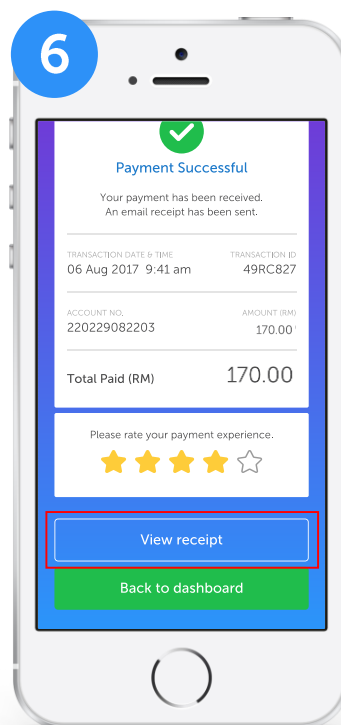 6
Payment Successful
Your payment has been received.
An email receipt has been sent.
TRANSACTION DATE & TIME TRANSACTION ID
06 Aug 2017 9:41 am 49RC827
ACCOUNT NO. AMOUNT (RM)
220229082203 170.00
Total Paid (RM) 170.00
Please rate your payment experience.
View receipt
Back to dashboard